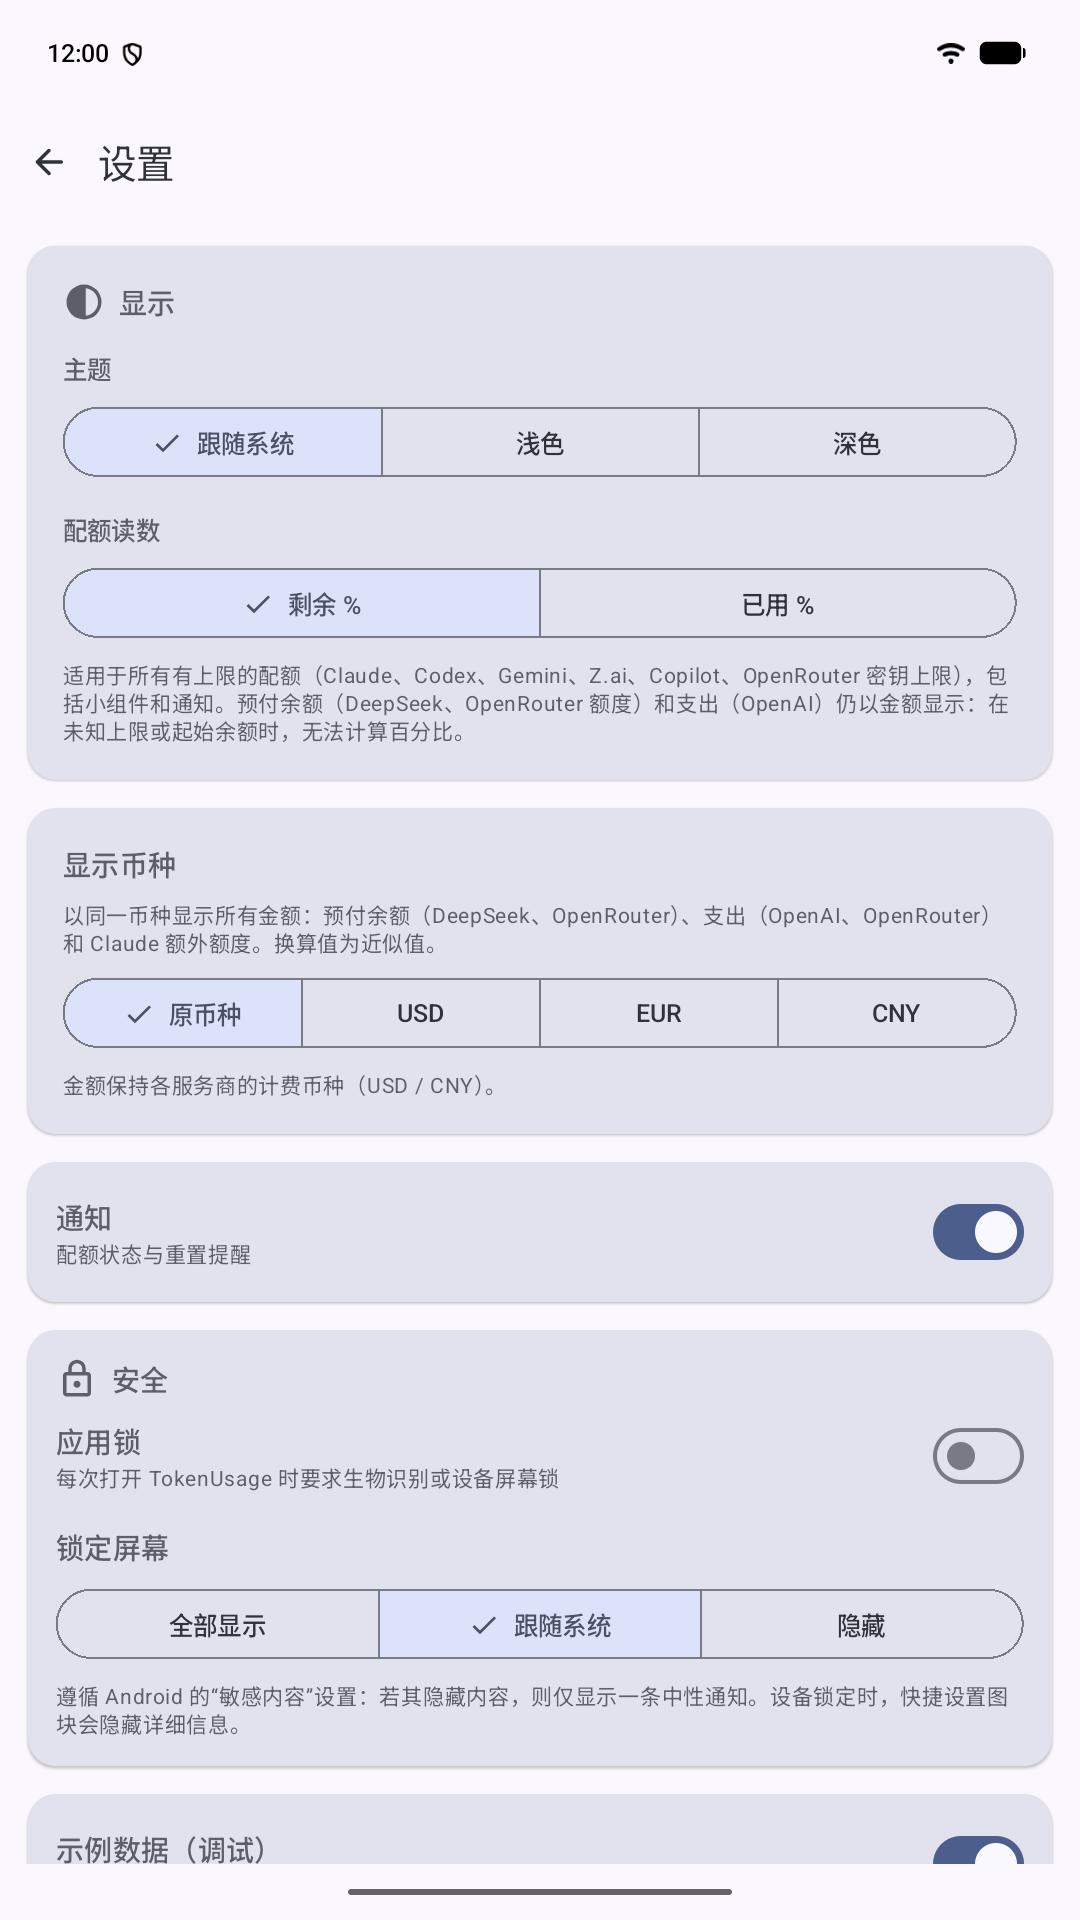 12:00
设置
显示
主题
跟随系统 浅色 深色
配额读数
剩余 % 已用 %
适用于所有有上限的配额（Claude、Codex、Gemini、Z.ai、Copilot、OpenRouter 密钥上限），包
括小组件和通知。预付余额（DeepSeek、OpenRouter 额度）和支出（OpenAI）仍以金额显示：在
未知上限或起始余额时，无法计算百分比。
显示币种
以同一币种显示所有金额：预付余额（DeepSeek、OpenRouter）、支出（OpenAI、OpenRouter）
和 Claude 额外额度。换算值为近似值。
原币种 USD EUR CNY
金额保持各服务商的计费币种（USD / CNY）。
通知
配额状态与重置提醒
安全
应用锁
每次打开 TokenUsage 时要求生物识别或设备屏幕锁
锁定屏幕
全部显示 跟随系统 隐藏
遵循 Android 的“敏感内容”设置：若其隐藏内容，则仅显示一条中性通知。设备锁定时，快捷设置图
块会隐藏详细信息。
示例数据（调试）